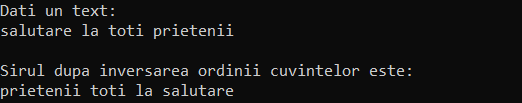 Dati un text:
salutare la toti prietenii
Sirul dupa inversarea ordinii cuvintelor este:
prietenii toti la salutare